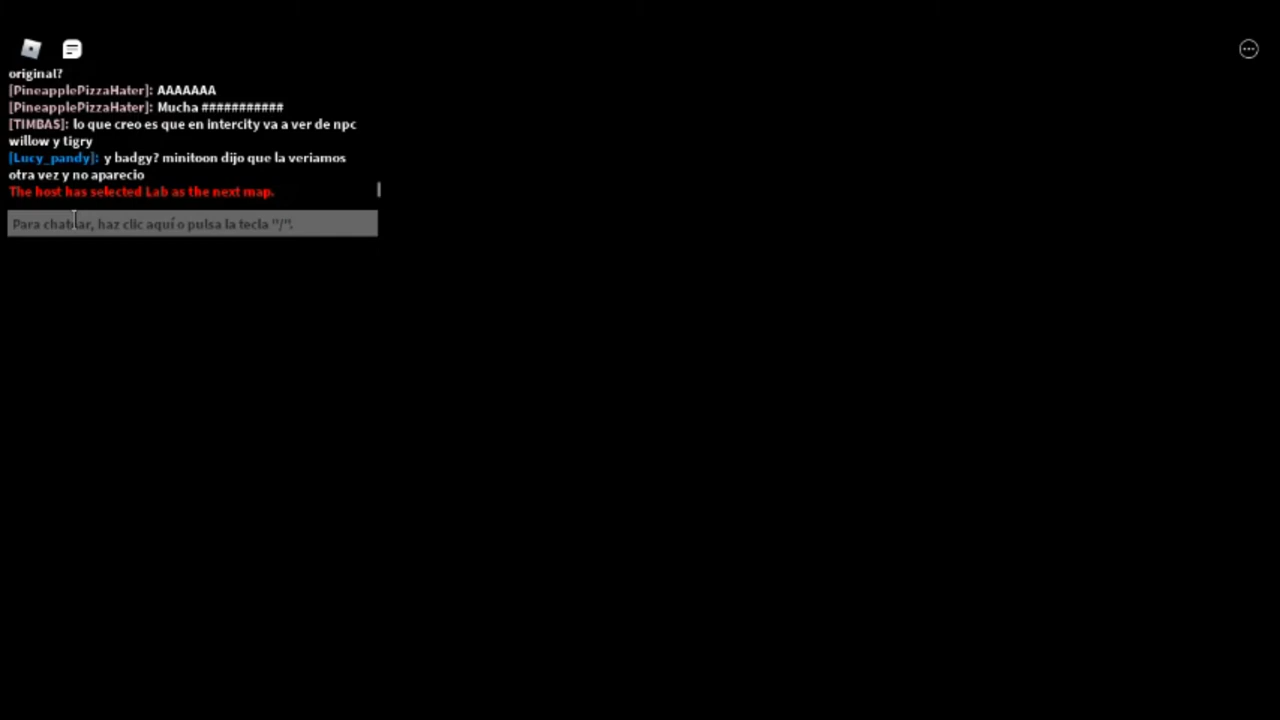 original?
[PineapplePizzaHater]: AAAAAAA
[PineapplePizzaHater]: Mucha ###########
[TIMBAS]: lo que creo es que en intercity va a ver de npc
willow y tigry
[Lucy_pandy]: y badgy? minitoon dijo que la veriamos
otra vez y no aparecio
The host has selected Lab as the next map.
Para chatear, haz clic aquí o pulsa la tecla "/".